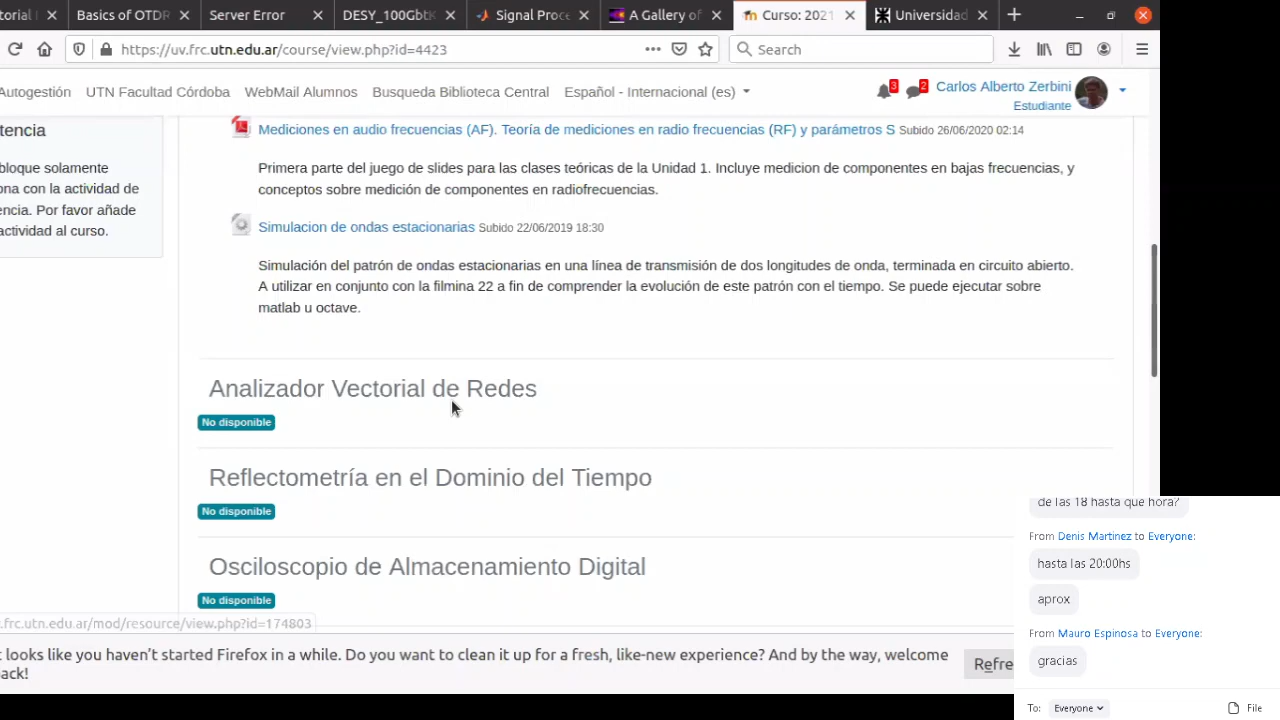 torial
Basics of OTDR
Server Error
DESY_100Gbt
Signal Proce
A Gallery of
Curso: 2021
Universidad
https://uv.frc.utn.edu.ar/course/view.php?id=4423
Search
Autogestión
UTN Facultad Córdoba
WebMail Alumnos
Busqueda Biblioteca Central
Español - Internacional (es)
3
2
Carlos Alberto Zerbini
Estudiante
tencia
bloque solamente
ona con la actividad de
encia. Por favor añade
actividad al curso.
Mediciones en audio frecuencias (AF). Teoría de mediciones en radio frecuencias (RF) y parámetros S Subido 26/06/2020 02:14
Primera parte del juego de slides para las clases teóricas de la Unidad 1. Incluye medicion de componentes en bajas frecuencias, y
conceptos sobre medición de componentes en radiofrecuencias.
Simulacion de ondas estacionarias Subido 22/06/2019 18:30
Simulación del patrón de ondas estacionarias en una línea de transmisión de dos longitudes de onda, terminada en circuito abierto.
A utilizar en conjunto con la filmina 22 a fin de comprender la evolución de este patrón con el tiempo. Se puede ejecutar sobre
matlab u octave.
Analizador Vectorial de Redes
No disponible
Reflectometría en el Dominio del Tiempo
No disponible
Osciloscopio de Almacenamiento Digital
No disponible
.frc.utn.edu.ar/mod/resource/view.php?id=174803
t looks like you haven't started Firefox in a while. Do you want to clean it up for a fresh, like-new experience? And by the way, welcome
ack!
Refre
de las 18 hasta que hora?
From Denis Martinez to Everyone:
hasta las 20:00hs
aprox
From Mauro Espinosa to Everyone:
gracias
To: Everyone
File